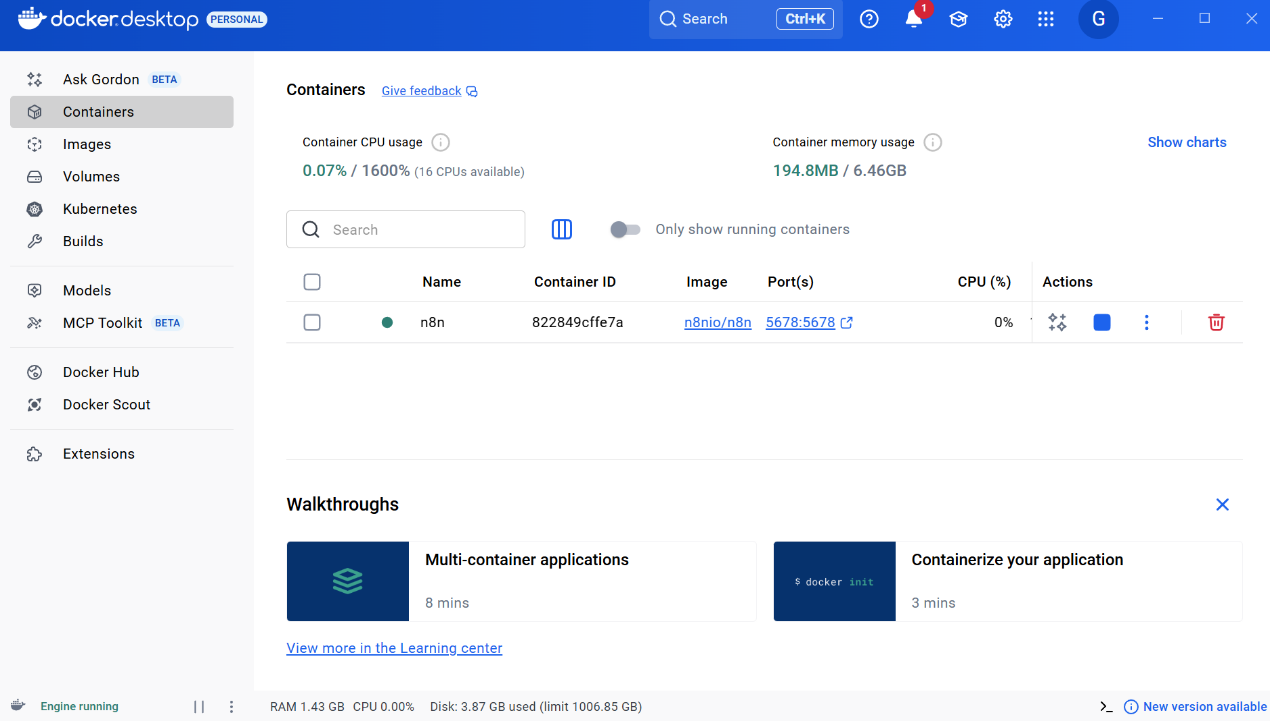 docker.desktop PERSONAL
Search Ctrl+K
1
G
Ask Gordon BETA
Containers
Images
Volumes
Kubernetes
Builds
Models
MCP Toolkit BETA
Docker Hub
Docker Scout
Extensions
Containers Give feedback
Container CPU usage
0.07% / 1600% (16 CPUs available)
Container memory usage
194.8MB / 6.46GB
Show charts
Search
Only show running containers
Name Container ID Image Port(s) CPU (%) Actions
n8n 822849cffe7a n8nio/n8n 5678:5678 0%
Walkthroughs
Multi-container applications
8 mins
$ docker init
Containerize your application
3 mins
View more in the Learning center
Engine running
RAM 1.43 GB CPU 0.00% Disk: 3.87 GB used (limit 1006.85 GB)
>_
New version available